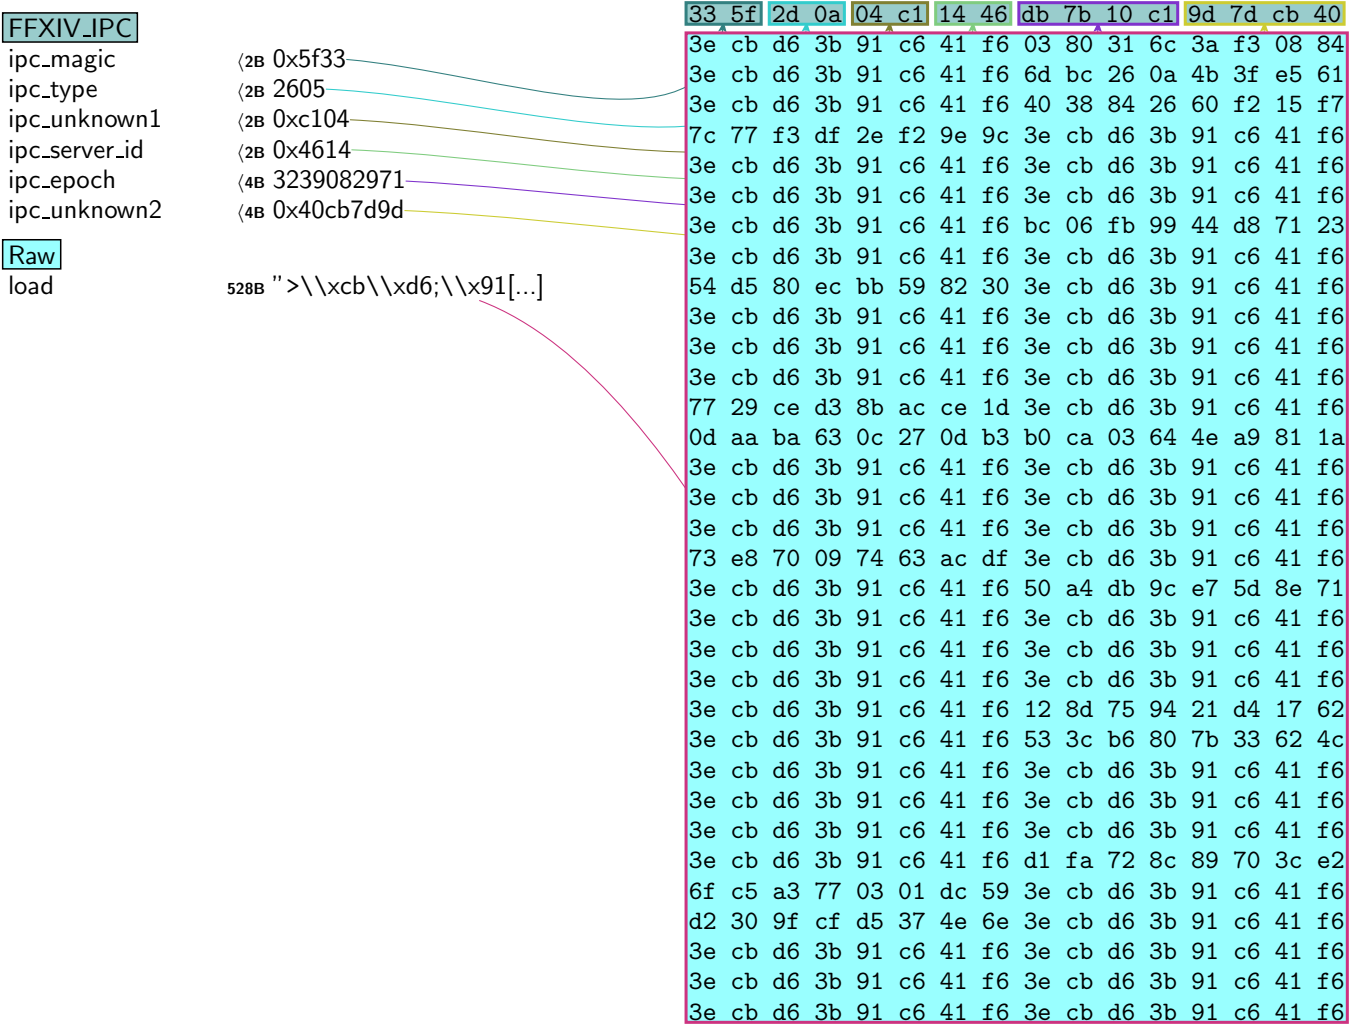 FFXIV_IPC
ipc_magic ⟨2B 0x5f33
ipc_type ⟨2B 2605
ipc_unknown1 ⟨2B 0xc104
ipc_server_id ⟨2B 0x4614
ipc_epoch ⟨4B 3239082971
ipc_unknown2 ⟨4B 0x40cb7d9d
Raw
load 528B ">\\xcb\\xd6;\\x91[...]
33 5f 2d 0a 04 c1 14 46 db 7b 10 c1 9d 7d cb 40
3e cb d6 3b 91 c6 41 f6 03 80 31 6c 3a f3 08 84
3e cb d6 3b 91 c6 41 f6 6d bc 26 0a 4b 3f e5 61
3e cb d6 3b 91 c6 41 f6 40 38 84 26 60 f2 15 f7
7c 77 f3 df 2e f2 9e 9c 3e cb d6 3b 91 c6 41 f6
3e cb d6 3b 91 c6 41 f6 3e cb d6 3b 91 c6 41 f6
3e cb d6 3b 91 c6 41 f6 3e cb d6 3b 91 c6 41 f6
3e cb d6 3b 91 c6 41 f6 bc 06 fb 99 44 d8 71 23
3e cb d6 3b 91 c6 41 f6 3e cb d6 3b 91 c6 41 f6
54 d5 80 ec bb 59 82 30 3e cb d6 3b 91 c6 41 f6
3e cb d6 3b 91 c6 41 f6 3e cb d6 3b 91 c6 41 f6
3e cb d6 3b 91 c6 41 f6 3e cb d6 3b 91 c6 41 f6
3e cb d6 3b 91 c6 41 f6 3e cb d6 3b 91 c6 41 f6
77 29 ce d3 8b ac ce 1d 3e cb d6 3b 91 c6 41 f6
0d aa ba 63 0c 27 0d b3 b0 ca 03 64 4e a9 81 1a
3e cb d6 3b 91 c6 41 f6 3e cb d6 3b 91 c6 41 f6
3e cb d6 3b 91 c6 41 f6 3e cb d6 3b 91 c6 41 f6
3e cb d6 3b 91 c6 41 f6 3e cb d6 3b 91 c6 41 f6
73 e8 70 09 74 63 ac df 3e cb d6 3b 91 c6 41 f6
3e cb d6 3b 91 c6 41 f6 50 a4 db 9c e7 5d 8e 71
3e cb d6 3b 91 c6 41 f6 3e cb d6 3b 91 c6 41 f6
3e cb d6 3b 91 c6 41 f6 3e cb d6 3b 91 c6 41 f6
3e cb d6 3b 91 c6 41 f6 3e cb d6 3b 91 c6 41 f6
3e cb d6 3b 91 c6 41 f6 12 8d 75 94 21 d4 17 62
3e cb d6 3b 91 c6 41 f6 53 3c b6 80 7b 33 62 4c
3e cb d6 3b 91 c6 41 f6 3e cb d6 3b 91 c6 41 f6
3e cb d6 3b 91 c6 41 f6 3e cb d6 3b 91 c6 41 f6
3e cb d6 3b 91 c6 41 f6 3e cb d6 3b 91 c6 41 f6
3e cb d6 3b 91 c6 41 f6 d1 fa 72 8c 89 70 3c e2
6f c5 a3 77 03 01 dc 59 3e cb d6 3b 91 c6 41 f6
d2 30 9f cf d5 37 4e 6e 3e cb d6 3b 91 c6 41 f6
3e cb d6 3b 91 c6 41 f6 3e cb d6 3b 91 c6 41 f6
3e cb d6 3b 91 c6 41 f6 3e cb d6 3b 91 c6 41 f6
3e cb d6 3b 91 c6 41 f6 3e cb d6 3b 91 c6 41 f6